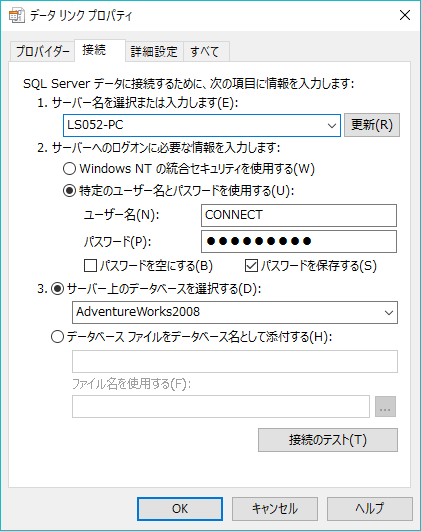 データ リンク プロパティ
プロバイダー 接続 詳細設定 すべて
SQL Server データに接続するために、次の項目に情報を入力します:
1. サーバー名を選択または入力します(E):
LS052-PC 更新(R)
2. サーバーへのログオンに必要な情報を入力します:
Windows NT の統合セキュリティを使用する(W)
特定のユーザー名とパスワードを使用する(U):
ユーザー名(N): CONNECT
パスワード(P): ●●●●●●●●●
パスワードを空にする(B) パスワードを保存する(S)
3. サーバー上のデータベースを選択する(D):
AdventureWorks2008
データベース ファイルをデータベース名として添付する(H):
ファイル名を使用する(F):
...
接続のテスト(T)
OK キャンセル ヘルプ